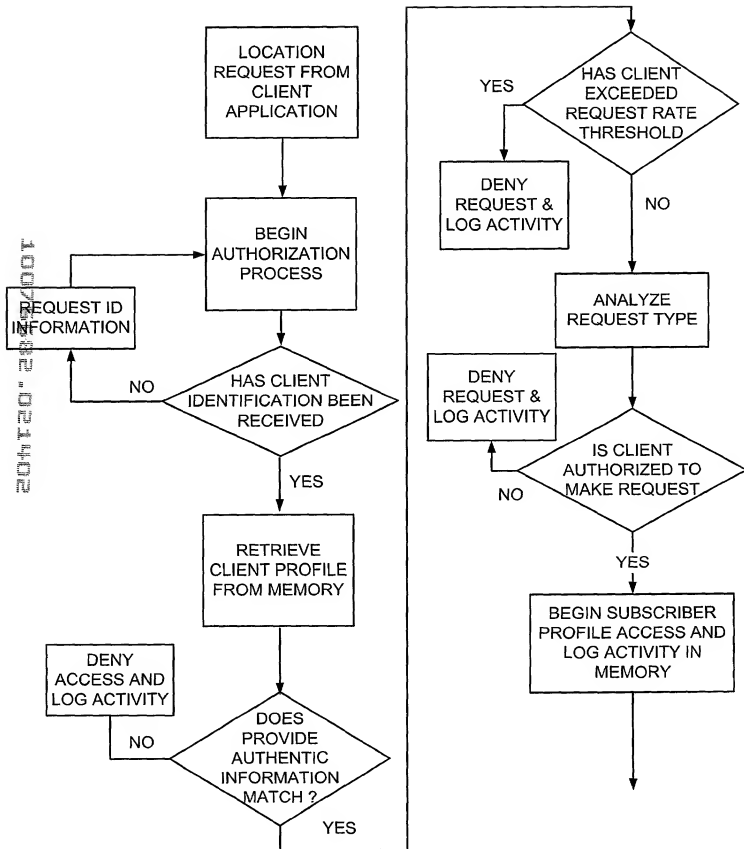 LOCATION
REQUEST FROM
CLIENT
APPLICATION
BEGIN
AUTHORIZATION
PROCESS
REQUEST ID
INFORMATION
NO
HAS CLIENT
IDENTIFICATION BEEN
RECEIVED
YES
RETRIEVE
CLIENT PROFILE
FROM MEMORY
DENY
ACCESS AND
LOG ACTIVITY
NO
DOES
PROVIDE
AUTHENTIC
INFORMATION
MATCH ?
YES
HAS CLIENT
EXCEEDED
REQUEST RATE
THRESHOLD
YES
DENY
REQUEST &
LOG ACTIVITY
NO
ANALYZE
REQUEST TYPE
DENY
REQUEST &
LOG ACTIVITY
IS CLIENT
AUTHORIZED TO
MAKE REQUEST
NO
YES
BEGIN SUBSCRIBER
PROFILE ACCESS AND
LOG ACTIVITY IN
MEMORY